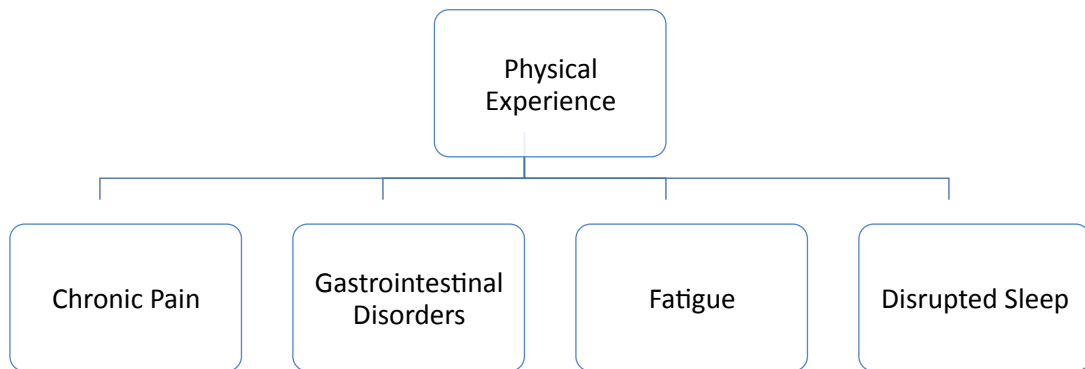 Physical
Experience
Chronic Pain
Gastrointestinal
Disorders
Fatigue
Disrupted Sleep